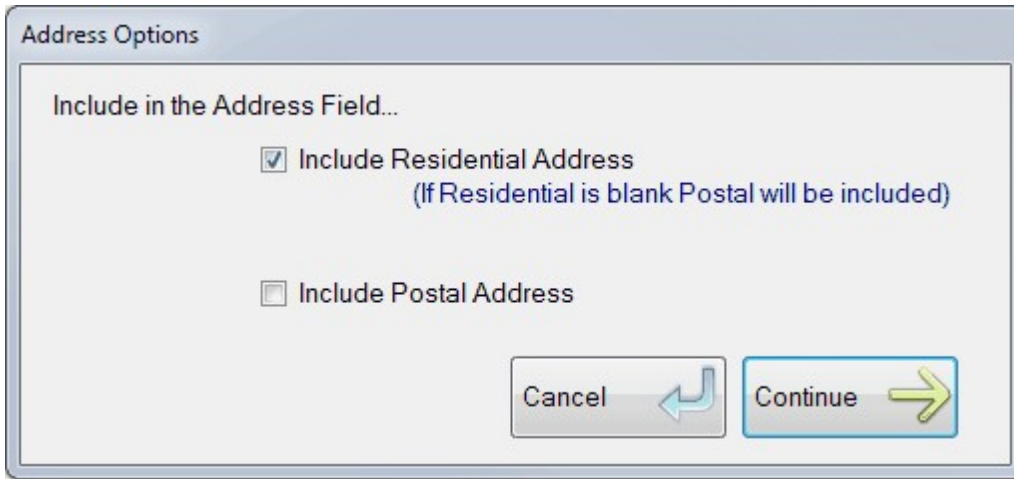 Address Options
Include in the Address Field...
Include Residential Address
(If Residential is blank Postal will be included)
Include Postal Address
Cancel
Continue